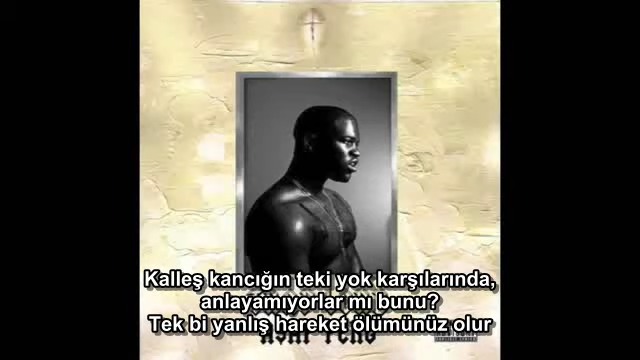 Kalleş kancığın teki yok karşılarında,
anlayamıyorlar mı bunu?
Tek bi yanlış hareket ölümünüz olur